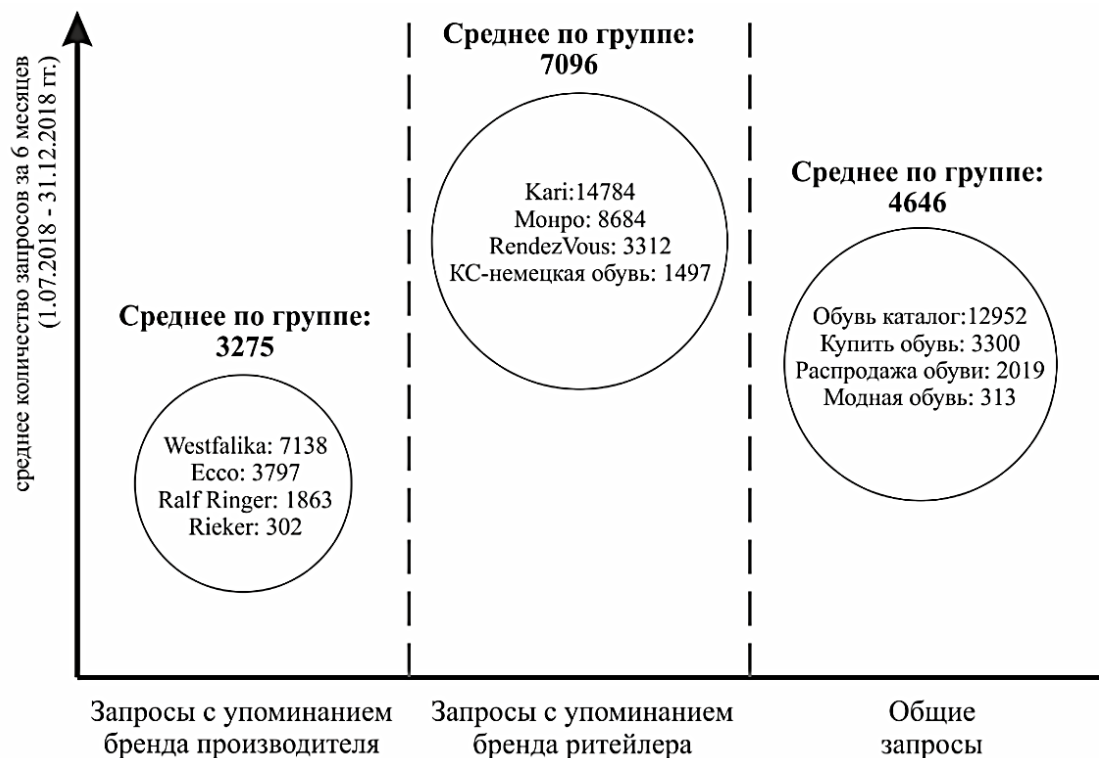 среднее количество запросов за 6 месяцев
(1.07.2018 - 31.12.2018 гг.)
Среднее по группе:
3275
Westfalika: 7138
Ecco: 3797
Ralf Ringer: 1863
Rieker: 302
Среднее по группе:
7096
Kari:14784
Монро: 8684
RendezVous: 3312
КС-немецкая обувь: 1497
Среднее по группе:
4646
Обувь каталог:12952
Купить обувь: 3300
Распродажа обуви: 2019
Модная обувь: 313
Запросы с упоминанием
бренда производителя
Запросы с упоминанием
бренда ритейлера
Общие
запросы